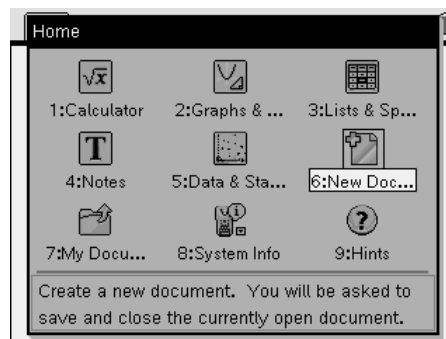 Home
1:Calculator 2:Graphs & ... 3:Lists & Sp...
4:Notes 5:Data & Sta... 6:New Doc...
7:My Docu... 8:System Info 9:Hints
Create a new document. You will be asked to
save and close the currently open document.